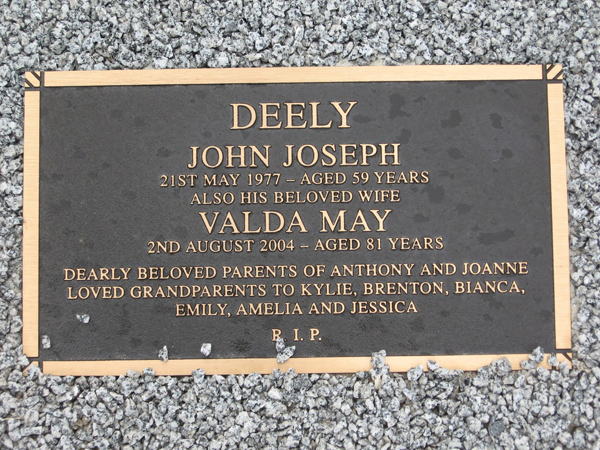 DEELY
JOHN JOSEPH
21ST MAY 1977 – AGED 59 YEARS
ALSO HIS BELOVED WIFE
VALDA MAY
2ND AUGUST 2004 – AGED 81 YEARS
DEARLY BELOVED PARENTS OF ANTHONY AND JOANNE
LOVED GRANDPARENTS TO KYLIE, BRENTON, BIANCA,
EMILY, AMELIA AND JESSICA
R. I. P.